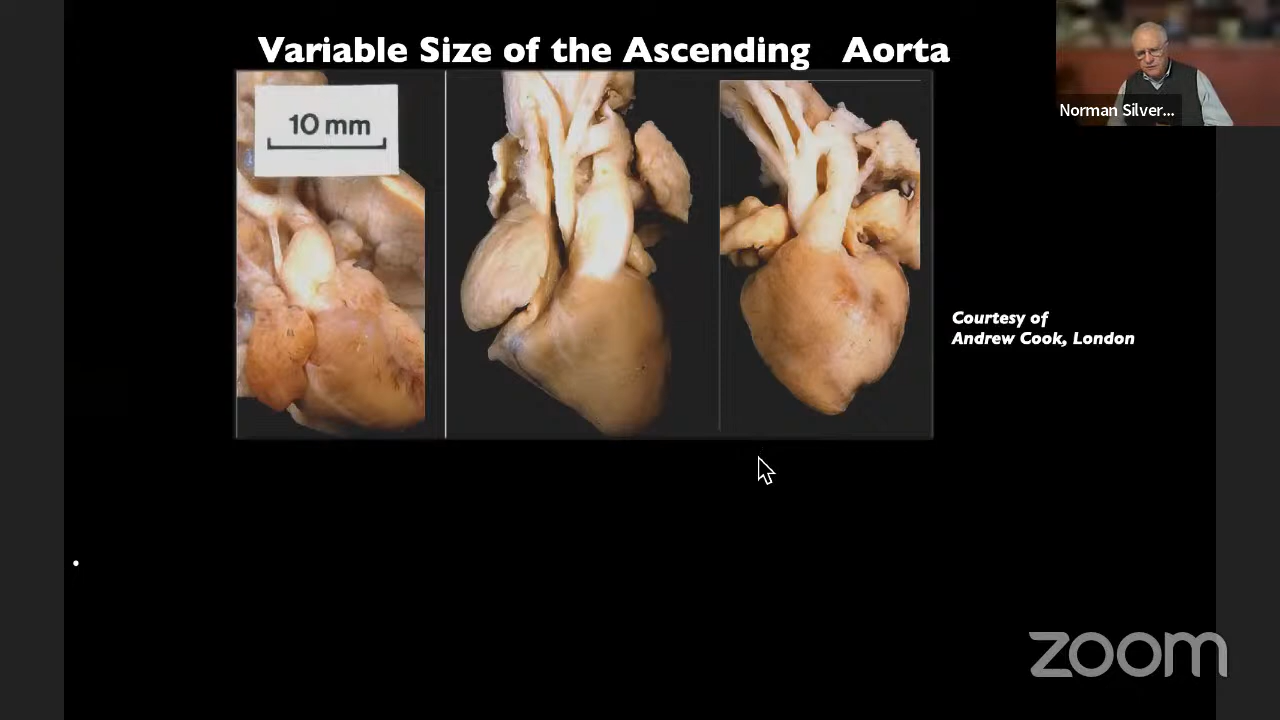 Variable Size of the Ascending Aorta
Norman Silver...
10 mm
Courtesy of
Andrew Cook, London
zoom